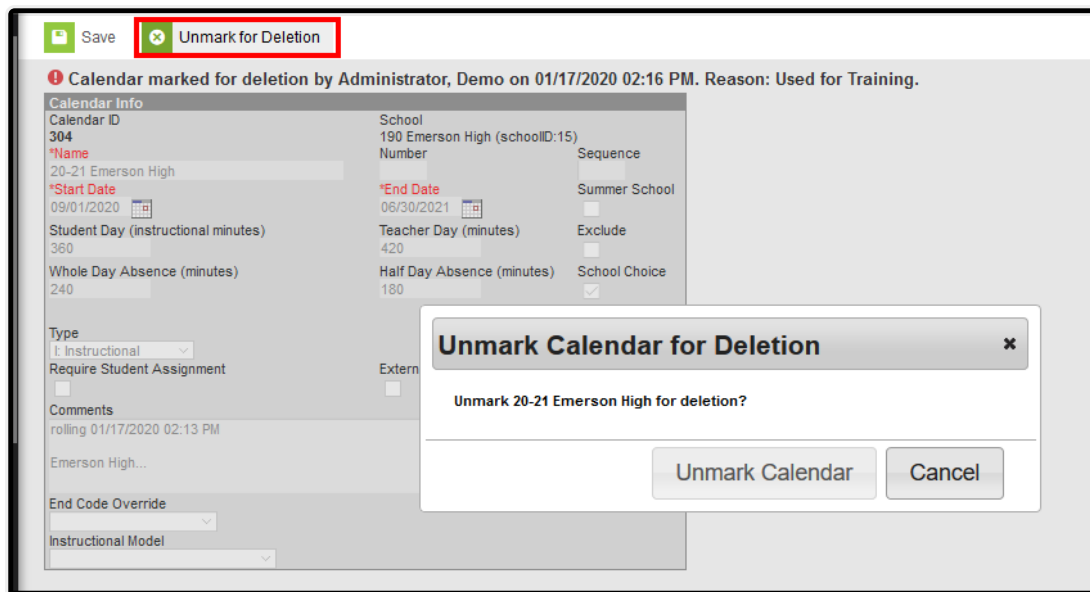 Save Unmark for Deletion
Calendar marked for deletion by Administrator, Demo on 01/17/2020 02:16 PM. Reason: Used for Training.
Calendar Info
Calendar ID School
304 190 Emerson High (schoolID:15)
*Name Number Sequence
20-21 Emerson High
*Start Date *End Date Summer School
09/01/2020 06/30/2021
Student Day (instructional minutes) Teacher Day (minutes) Exclude
360 420
Whole Day Absence (minutes) Half Day Absence (minutes) School Choice
240 180
Type
I: Instructional
Require Student Assignment Extern
Comments
rolling 01/17/2020 02:13 PM
Emerson High...
End Code Override
Instructional Model
Unmark Calendar for Deletion
Unmark 20-21 Emerson High for deletion?
Unmark Calendar Cancel